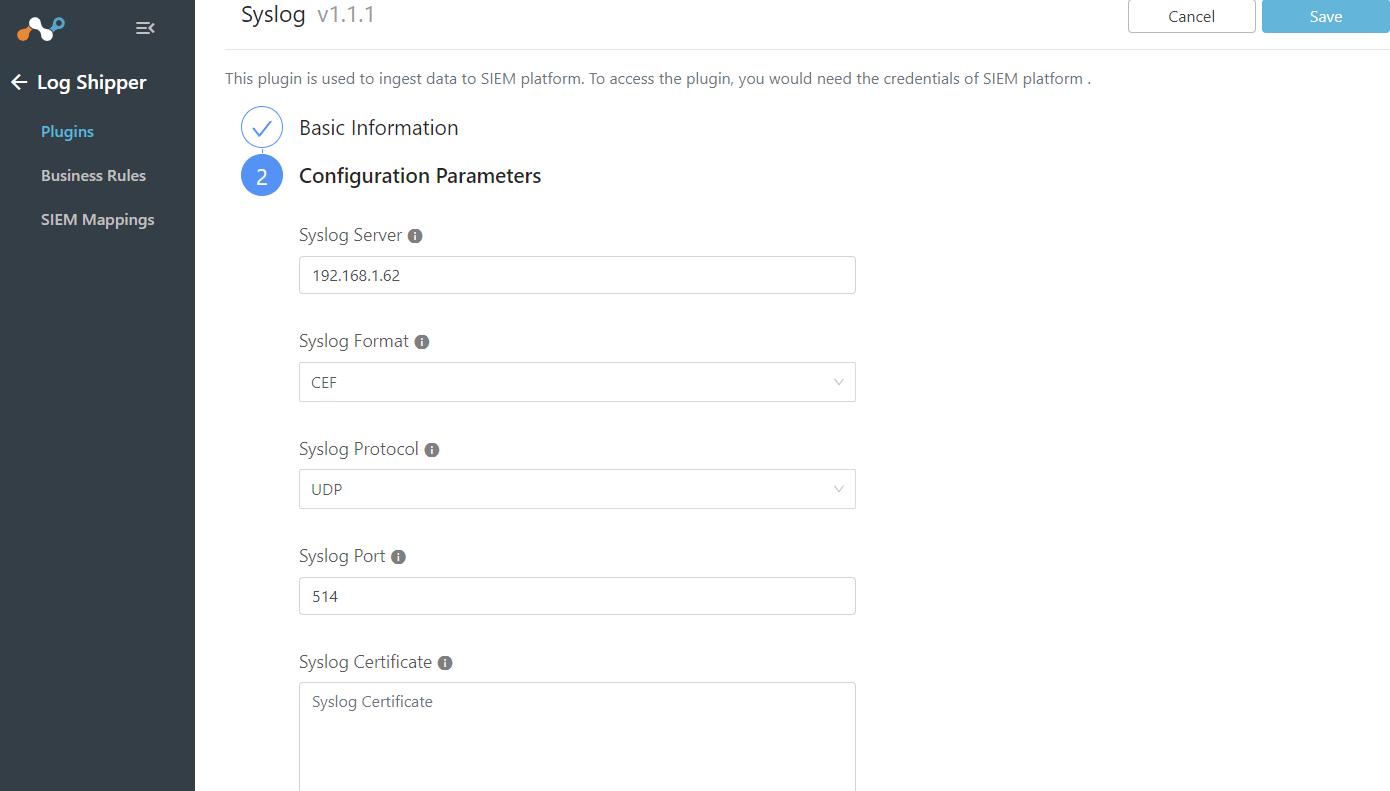 Syslog v1.1.1
Cancel
Save
Log Shipper
Plugins
Business Rules
SIEM Mappings
This plugin is used to ingest data to SIEM platform. To access the plugin, you would need the credentials of SIEM platform .
Basic Information
2 Configuration Parameters
Syslog Server
192.168.1.62
Syslog Format
CEF
Syslog Protocol
UDP
Syslog Port
514
Syslog Certificate
Syslog Certificate